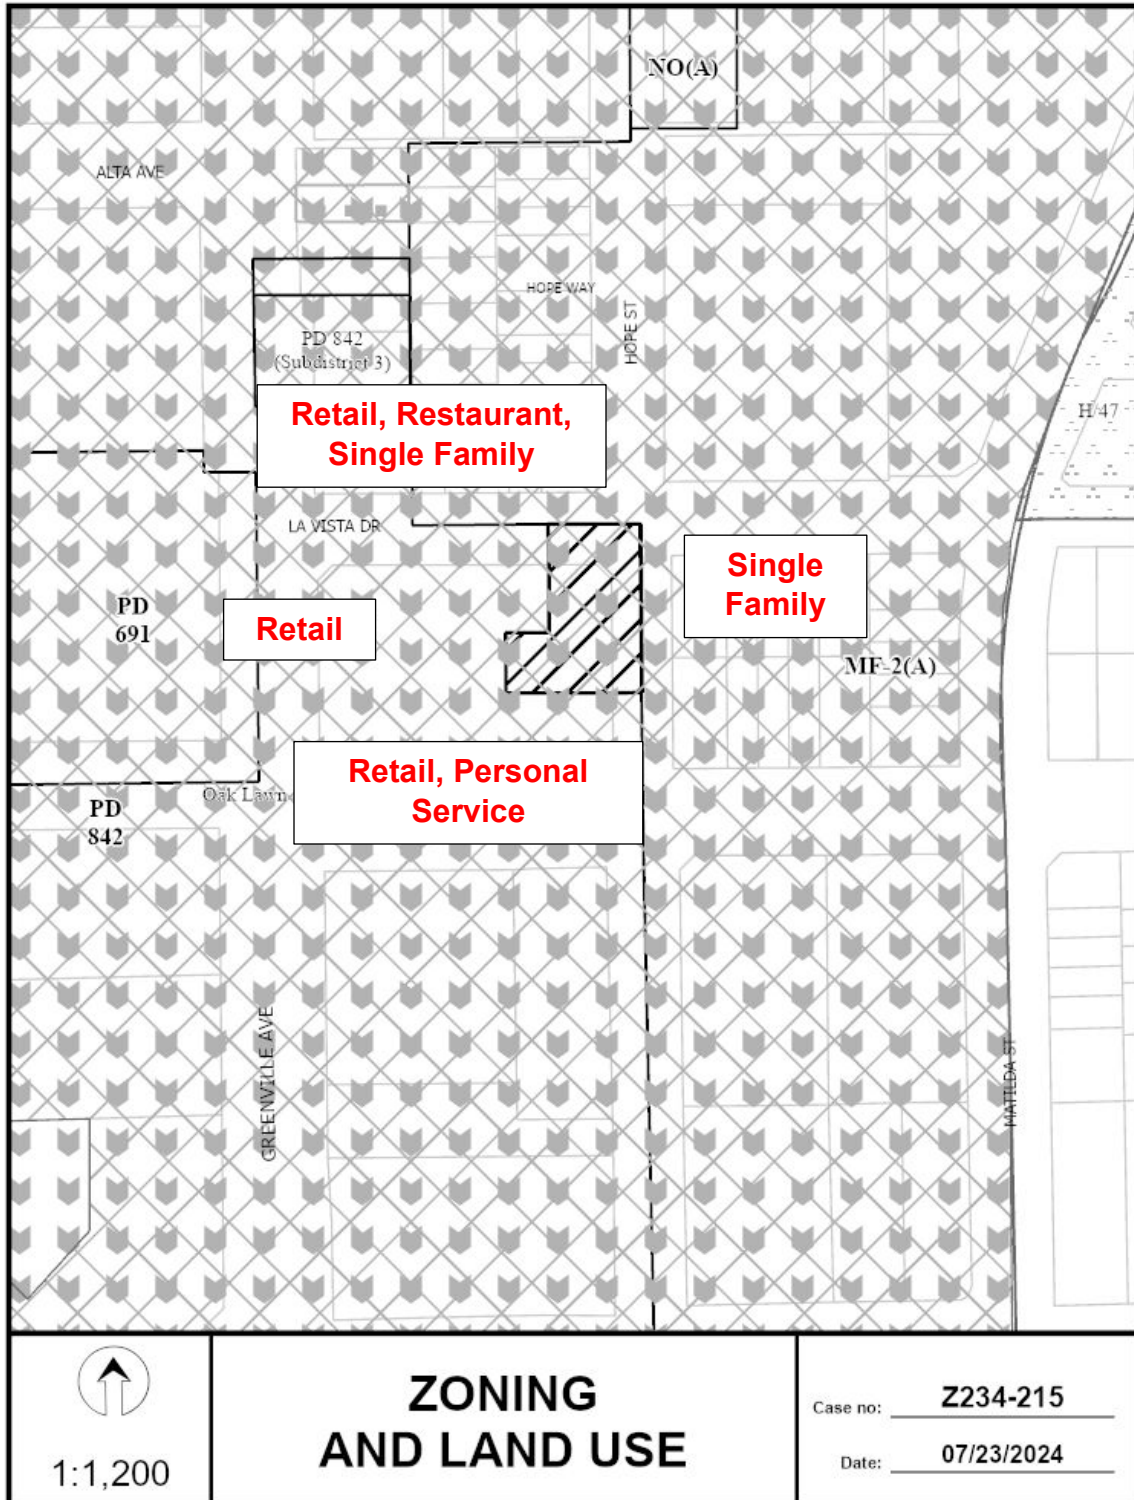 NO(A)
ALTA AVE
HOPE WAY
HOPE ST
PD 842
(Subdistrict 3)
Retail, Restaurant,
Single Family
H/47
LA VISTA DR
Single
Family
PD
691
Retail
MF-2(A)
Retail, Personal
Service
Oak Lawn
PD
842
GREENVILLE AVE
MATILDA ST
1:1,200
ZONING
AND LAND USE
Case no: Z234-215
Date: 07/23/2024